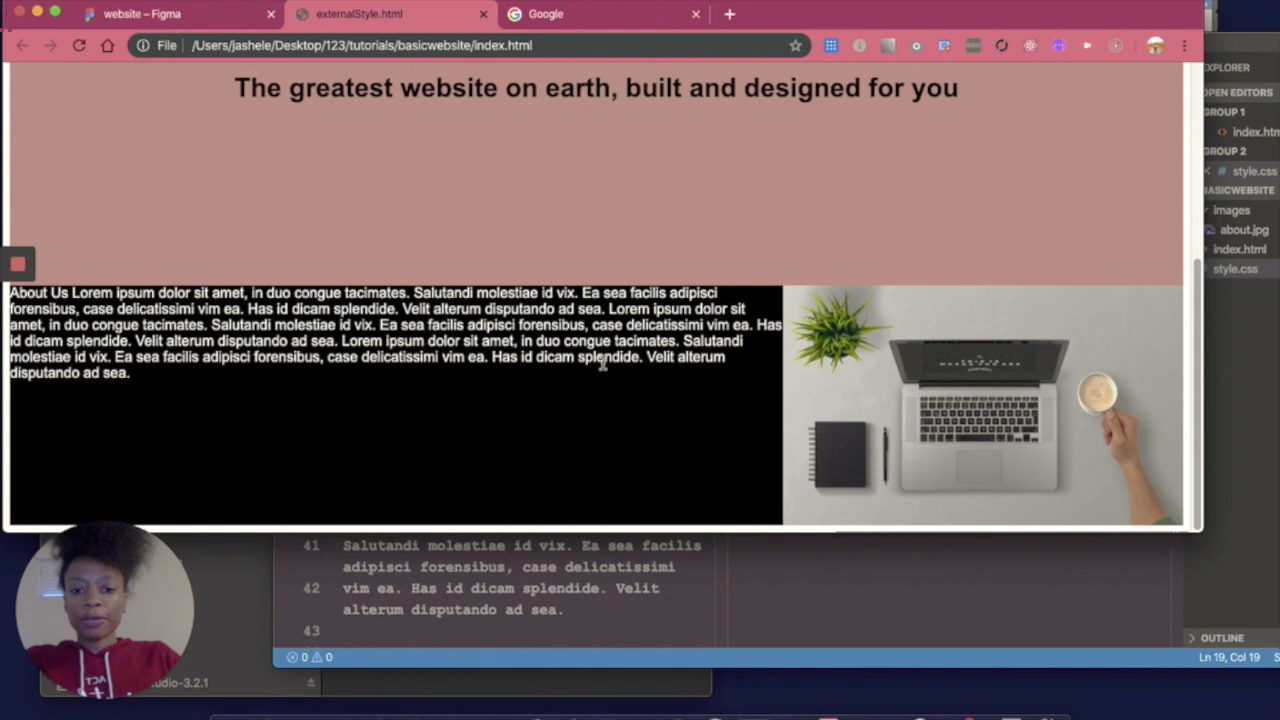 website – Figma
externalStyle.html
Google
File
/Users/jashele/Desktop/123/tutorials/basicwebsite/index.html
EXPLORER
OPEN EDITORS
GROUP 1
index.htm
GROUP 2
style.css
BASICWEBSITE
images
about.jpg
index.html
style.css
The greatest website on earth, built and designed for you
About Us Lorem ipsum dolor sit amet, in duo congue tacimates. Salutandi molestiae id vix. Ea sea facilis adipisci
forensibus, case delicatissimi vim ea. Has id dicam splendide. Velit alterum disputando ad sea. Lorem ipsum dolor sit
amet, in duo congue tacimates. Salutandi molestiae id vix. Ea sea facilis adipisci forensibus, case delicatissimi vim ea. Has
id dicam splendide. Velit alterum disputando ad sea. Lorem ipsum dolor sit amet, in duo congue tacimates. Salutandi
molestiae id vix. Ea sea facilis adipisci forensibus, case delicatissimi vim ea. Has id dicam splendide. Velit alterum
disputando ad sea.
41 Salutandi molestiae id vix. Ea sea facilis
adipisci forensibus, case delicatissimi
42 vim ea. Has id dicam splendide. Velit
alterum disputando ad sea.
43
OUTLINE
0 0
Ln 19, Col 19
udio-3.2.1